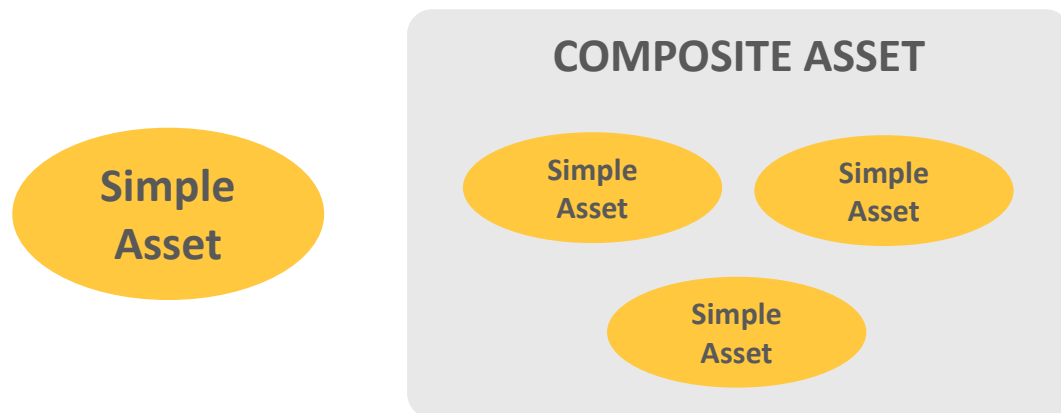 Simple
Asset
COMPOSITE ASSET
Simple
Asset
Simple
Asset
Simple
Asset